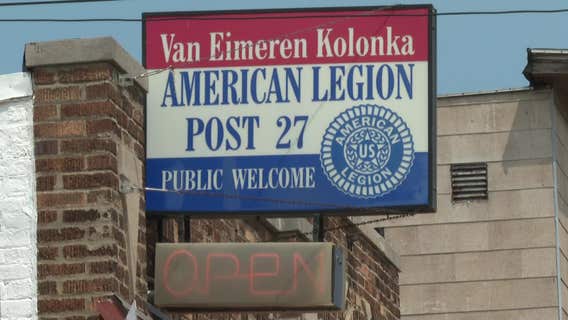 Van Eimeren Kolonka
AMERICAN LEGION
POST 27
PUBLIC WELCOME
AMERICAN
US
LEGION
OPEN